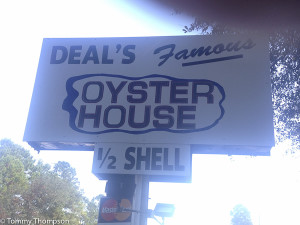 DEAL'S Famous
OYSTER
HOUSE
½ SHELL
© Tommy Thompson